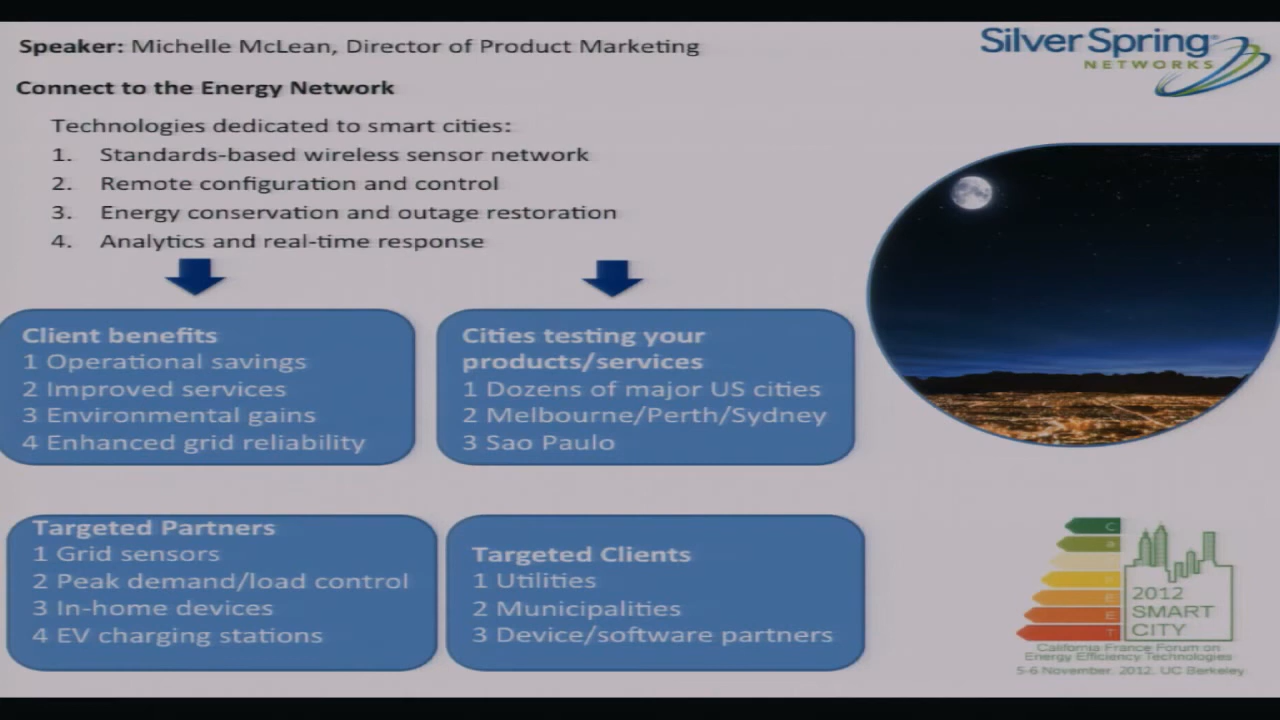 Speaker: Michelle McLean, Director of Product Marketing
Silver Spring
NETWORKS
Connect to the Energy Network
Technologies dedicated to smart cities:
1. Standards-based wireless sensor network
2. Remote configuration and control
3. Energy conservation and outage restoration
4. Analytics and real-time response
Client benefits
1 Operational savings
2 Improved services
3 Environmental gains
4 Enhanced grid reliability
Cities testing your
products/services
1 Dozens of major US cities
2 Melbourne/Perth/Sydney
3 Sao Paulo
Targeted Partners
1 Grid sensors
2 Peak demand/load control
3 In-home devices
4 EV charging stations
Targeted Clients
1 Utilities
2 Municipalities
3 Device/software partners
C
E
T
2012
SMART
CITY
California France Forum on
Energy Efficiency Technologies
5-6 November, 2012, UC Berkeley